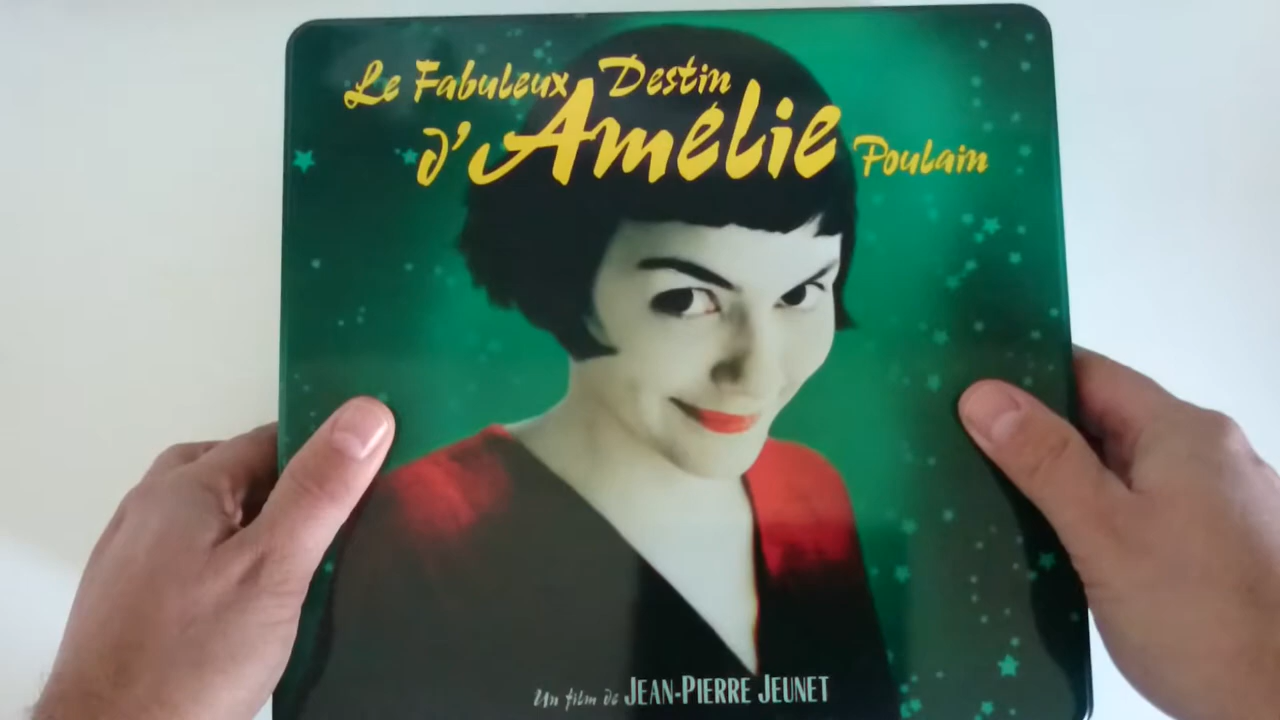 Le Fabuleux Destin
d'Amélie Poulain
Un film de JEAN-PIERRE JEUNET